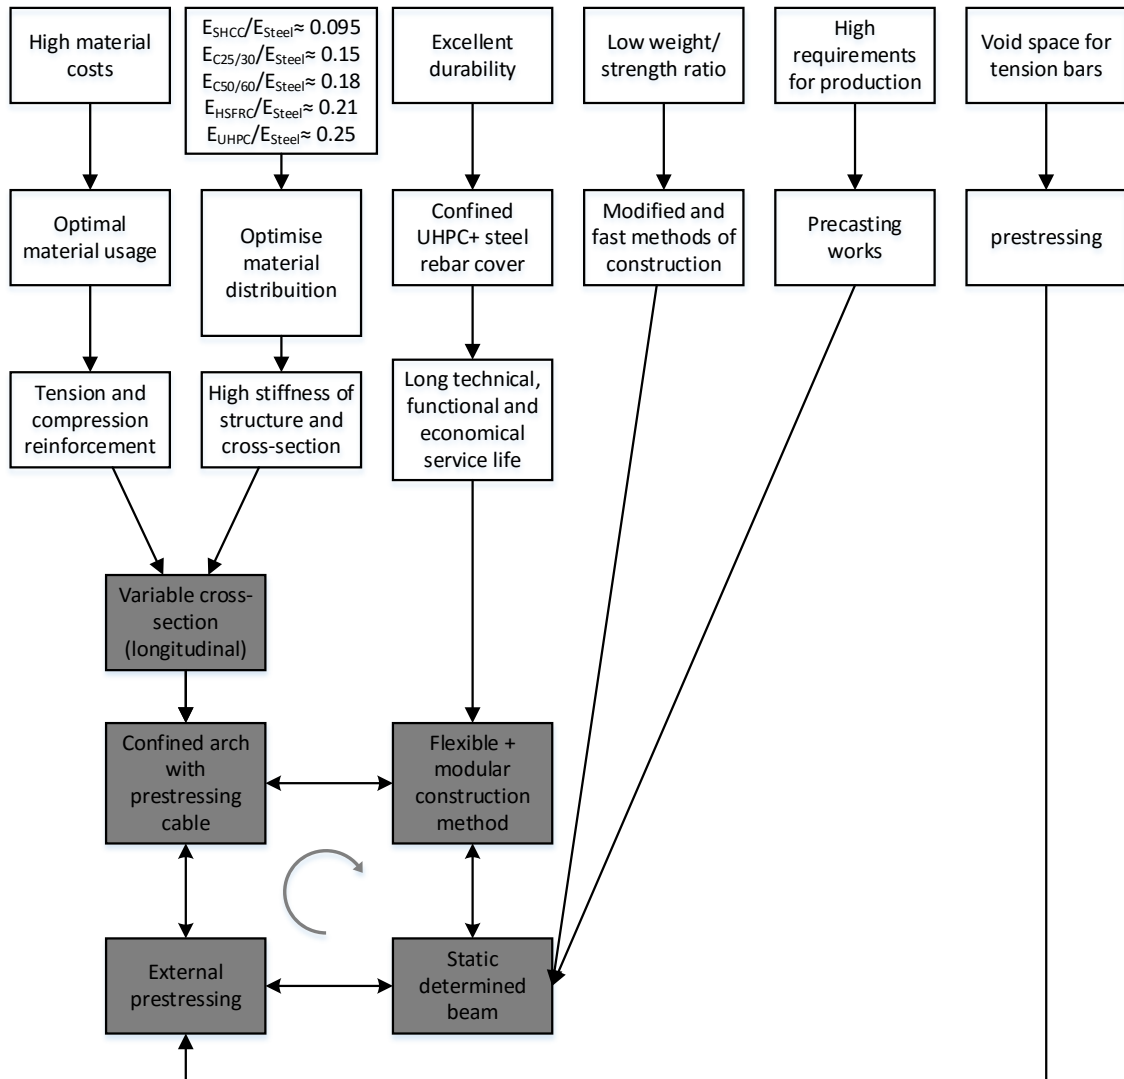 High material
costs
E_SHCC/E_Steel≈ 0.095
E_C25/30/E_Steel≈ 0.15
E_C50/60/E_Steel≈ 0.18
E_HSFRC/E_Steel≈ 0.21
E_UHPC/E_Steel≈ 0.25
Excellent
durability
Low weight/
strength ratio
High
requirements
for production
Void space for
tension bars
Optimal
material usage
Optimise
material
distribuition
Confined
UHPC+ steel
rebar cover
Modified and
fast methods of
construction
Precasting
works
prestressing
Tension and
compression
reinforcement
High stiffness of
structure and
cross-section
Long technical,
functional and
economical
service life
Variable cross-
section
(longitudinal)
Confined arch
with
prestressing
cable
Flexible +
modular
construction
method
External
prestressing
Static
determined
beam